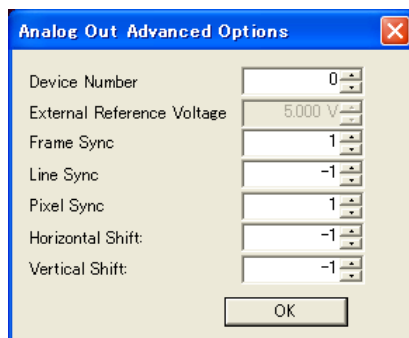 Analog Out Advanced Options
Device Number 0
External Reference Voltage 5.000 V
Frame Sync 1
Line Sync -1
Pixel Sync 1
Horizontal Shift: -1
Vertical Shift: -1
OK